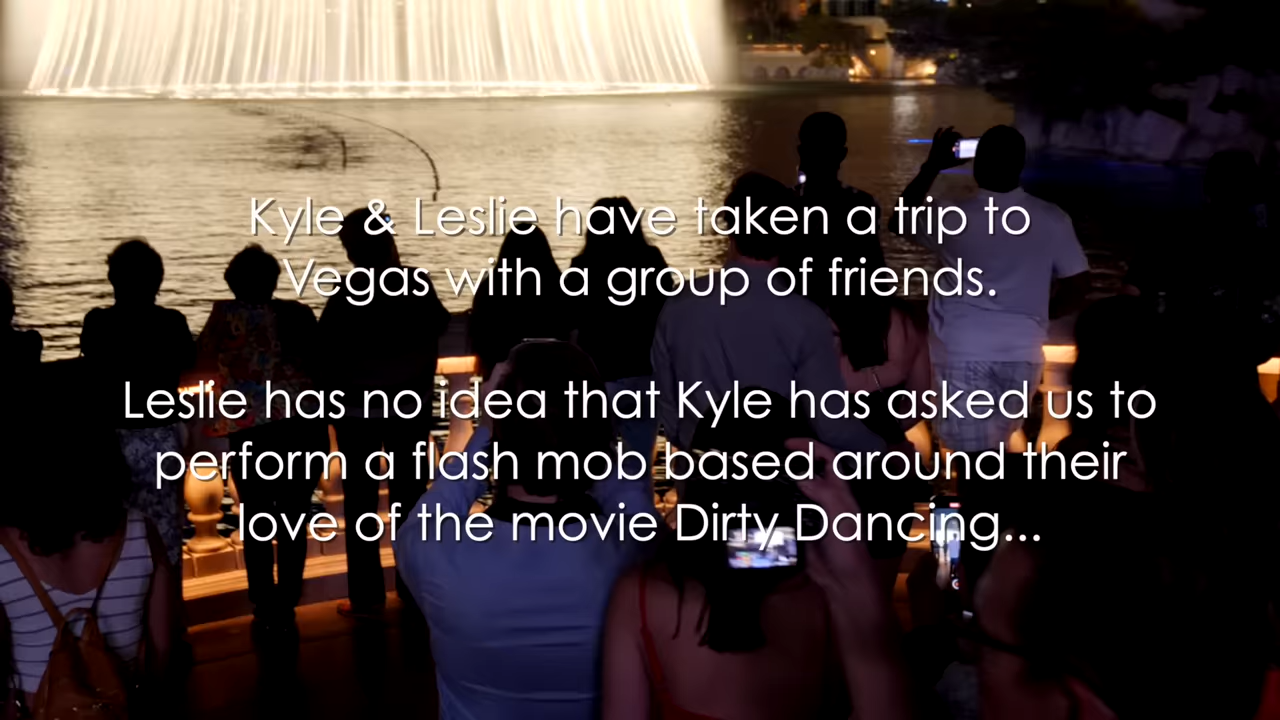 Kyle & Leslie have taken a trip to
Vegas with a group of friends.
Leslie has no idea that Kyle has asked us to
perform a flash mob based around their
love of the movie Dirty Dancing...